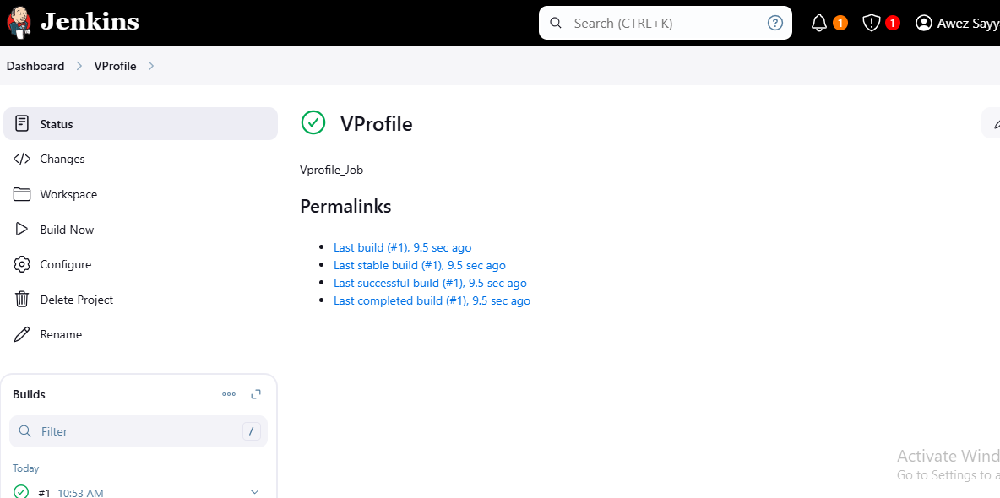 Jenkins
Search (CTRL+K)
1
1
Awez Sayy
Dashboard
VProfile
Status
Changes
Workspace
Build Now
Configure
Delete Project
Rename
Builds
Filter
/
Today
#1 10:53 AM
VProfile
Vprofile_Job
Permalinks
Last build (#1), 9.5 sec ago
Last stable build (#1), 9.5 sec ago
Last successful build (#1), 9.5 sec ago
Last completed build (#1), 9.5 sec ago
Activate Wind
Go to Settings to a